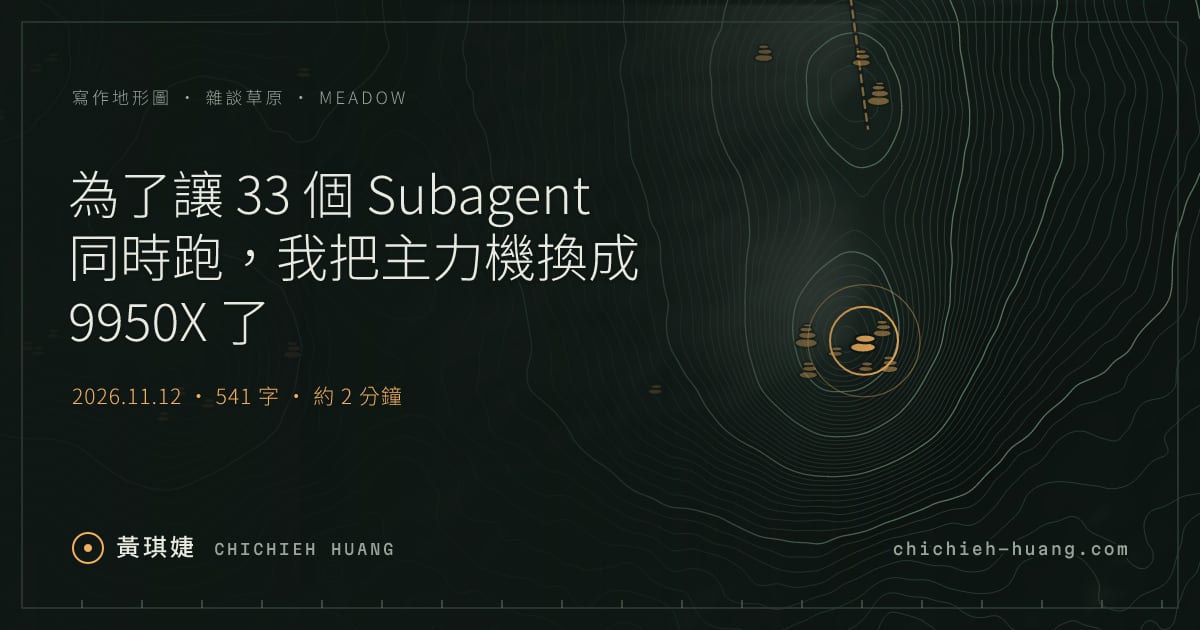 寫作地形圖 · 雜談草原 · MEADOW
為了讓 33 個 Subagent
同時跑，我把主力機換成
9950X 了
2026.11.12 · 541 字 · 約 2 分鐘
黃琪婕 CHICHIEH HUANG
chichieh-huang.com